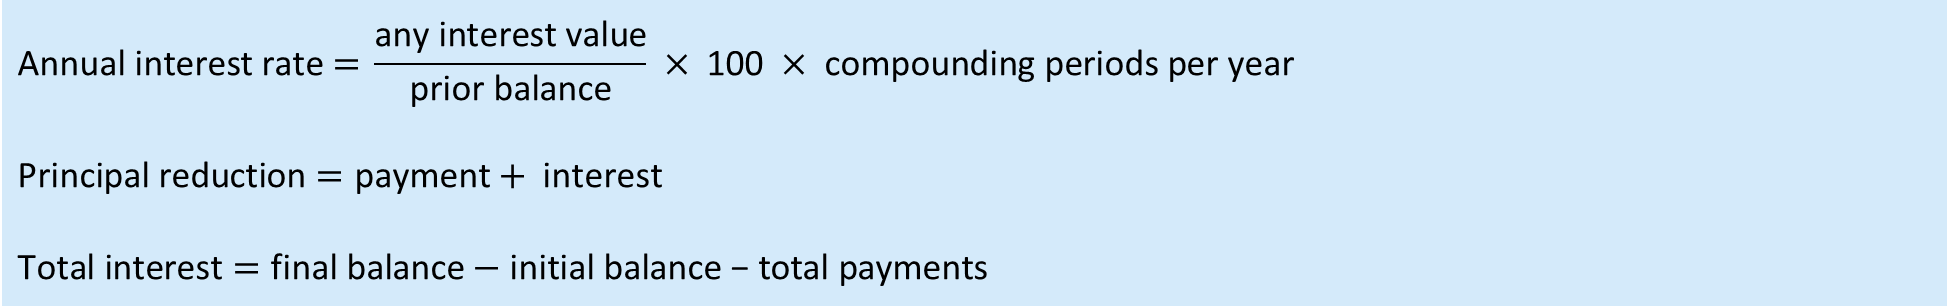 Annual interest rate = any interest value / prior balance × 100 × compounding periods per year
Principal reduction = payment + interest
Total interest = final balance − initial balance − total payments